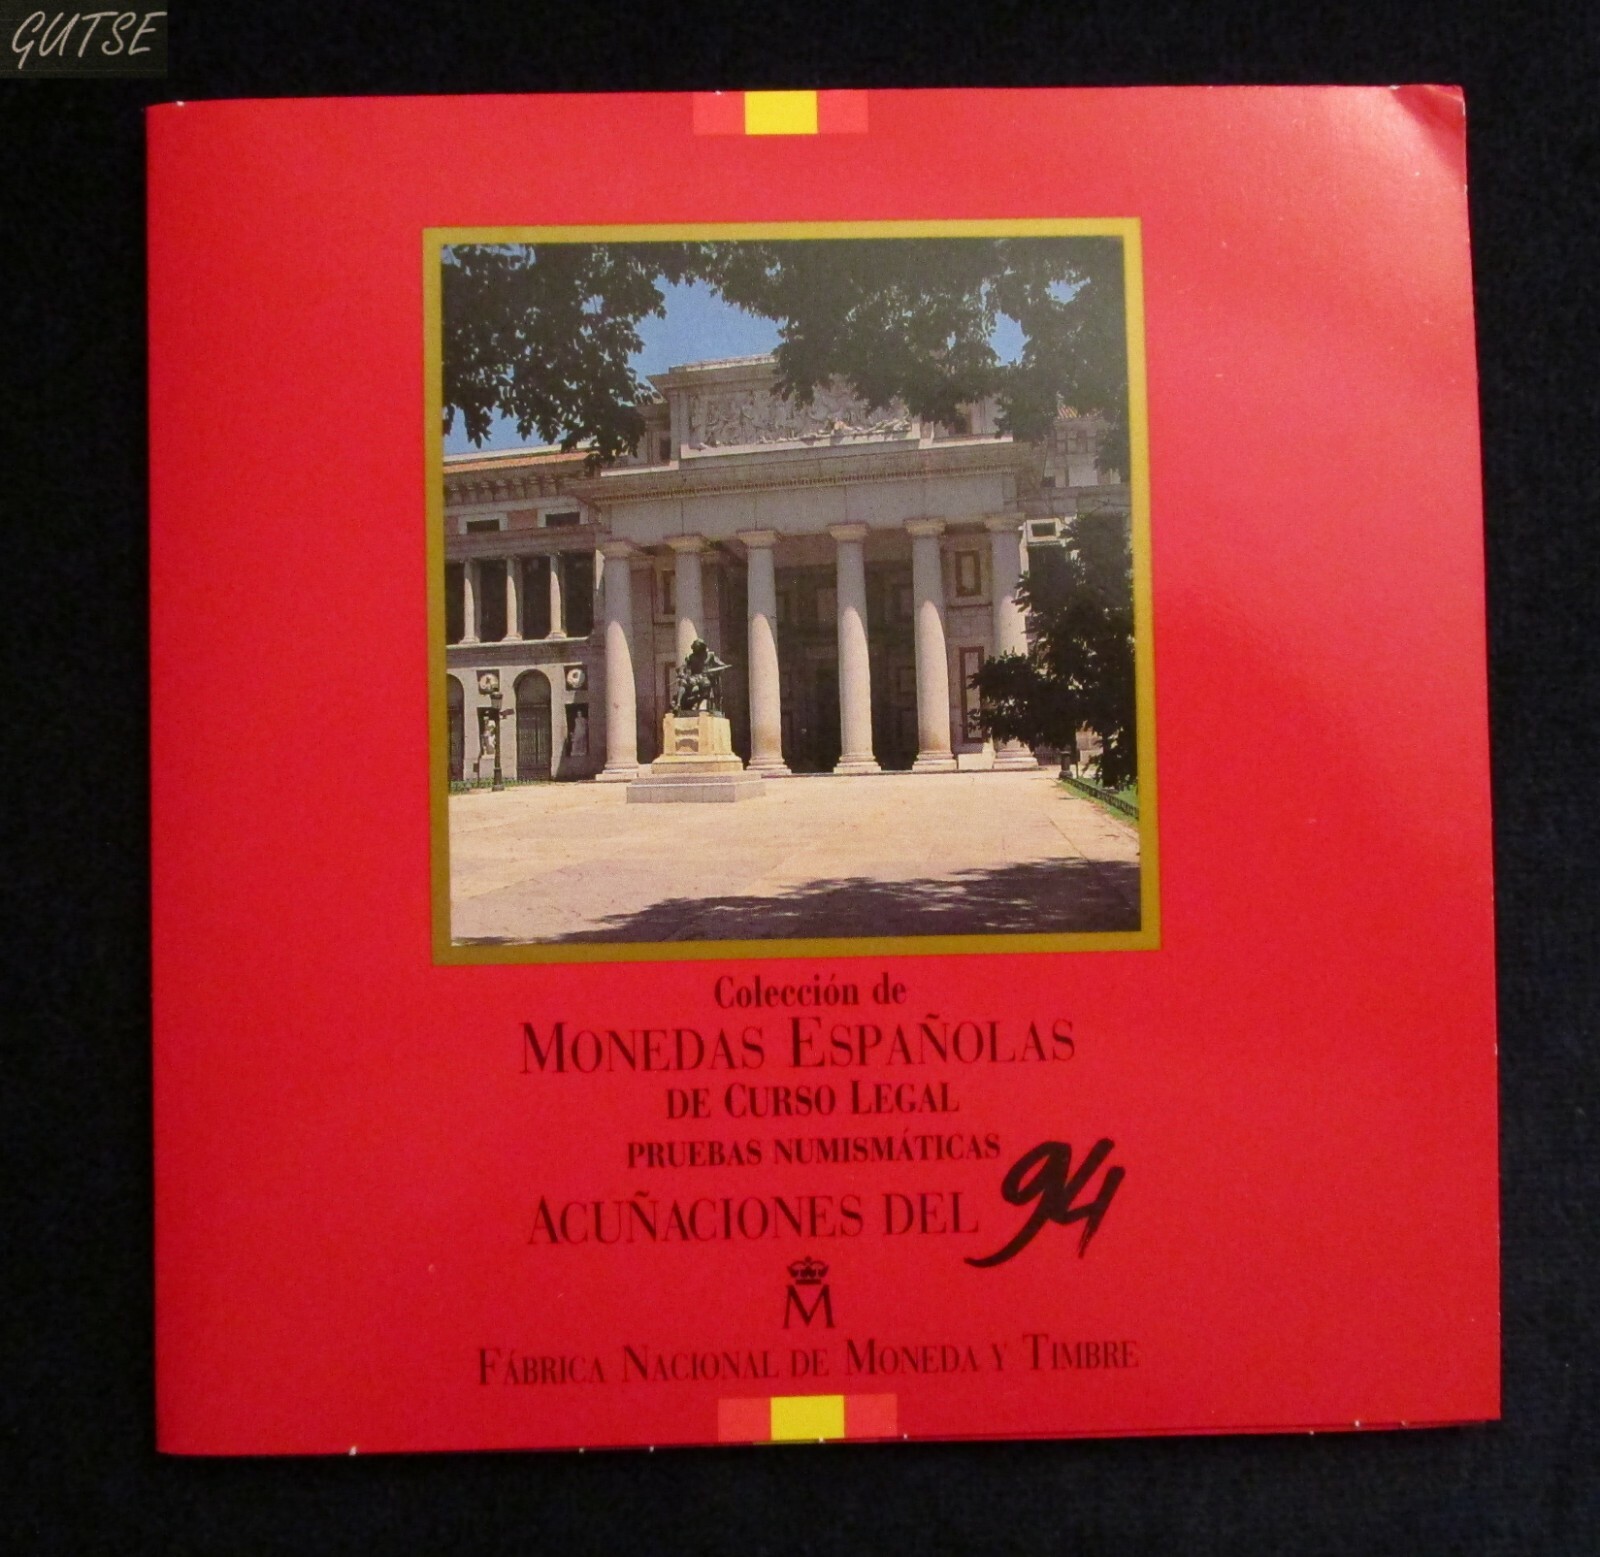 GUTSE
Colección de
MONEDAS ESPAÑOLAS
DE CURSO LEGAL
PRUEBAS NUMISMÁTICAS
ACUÑACIONES DEL 94
M
FÁBRICA NACIONAL DE MONEDA Y TIMBRE